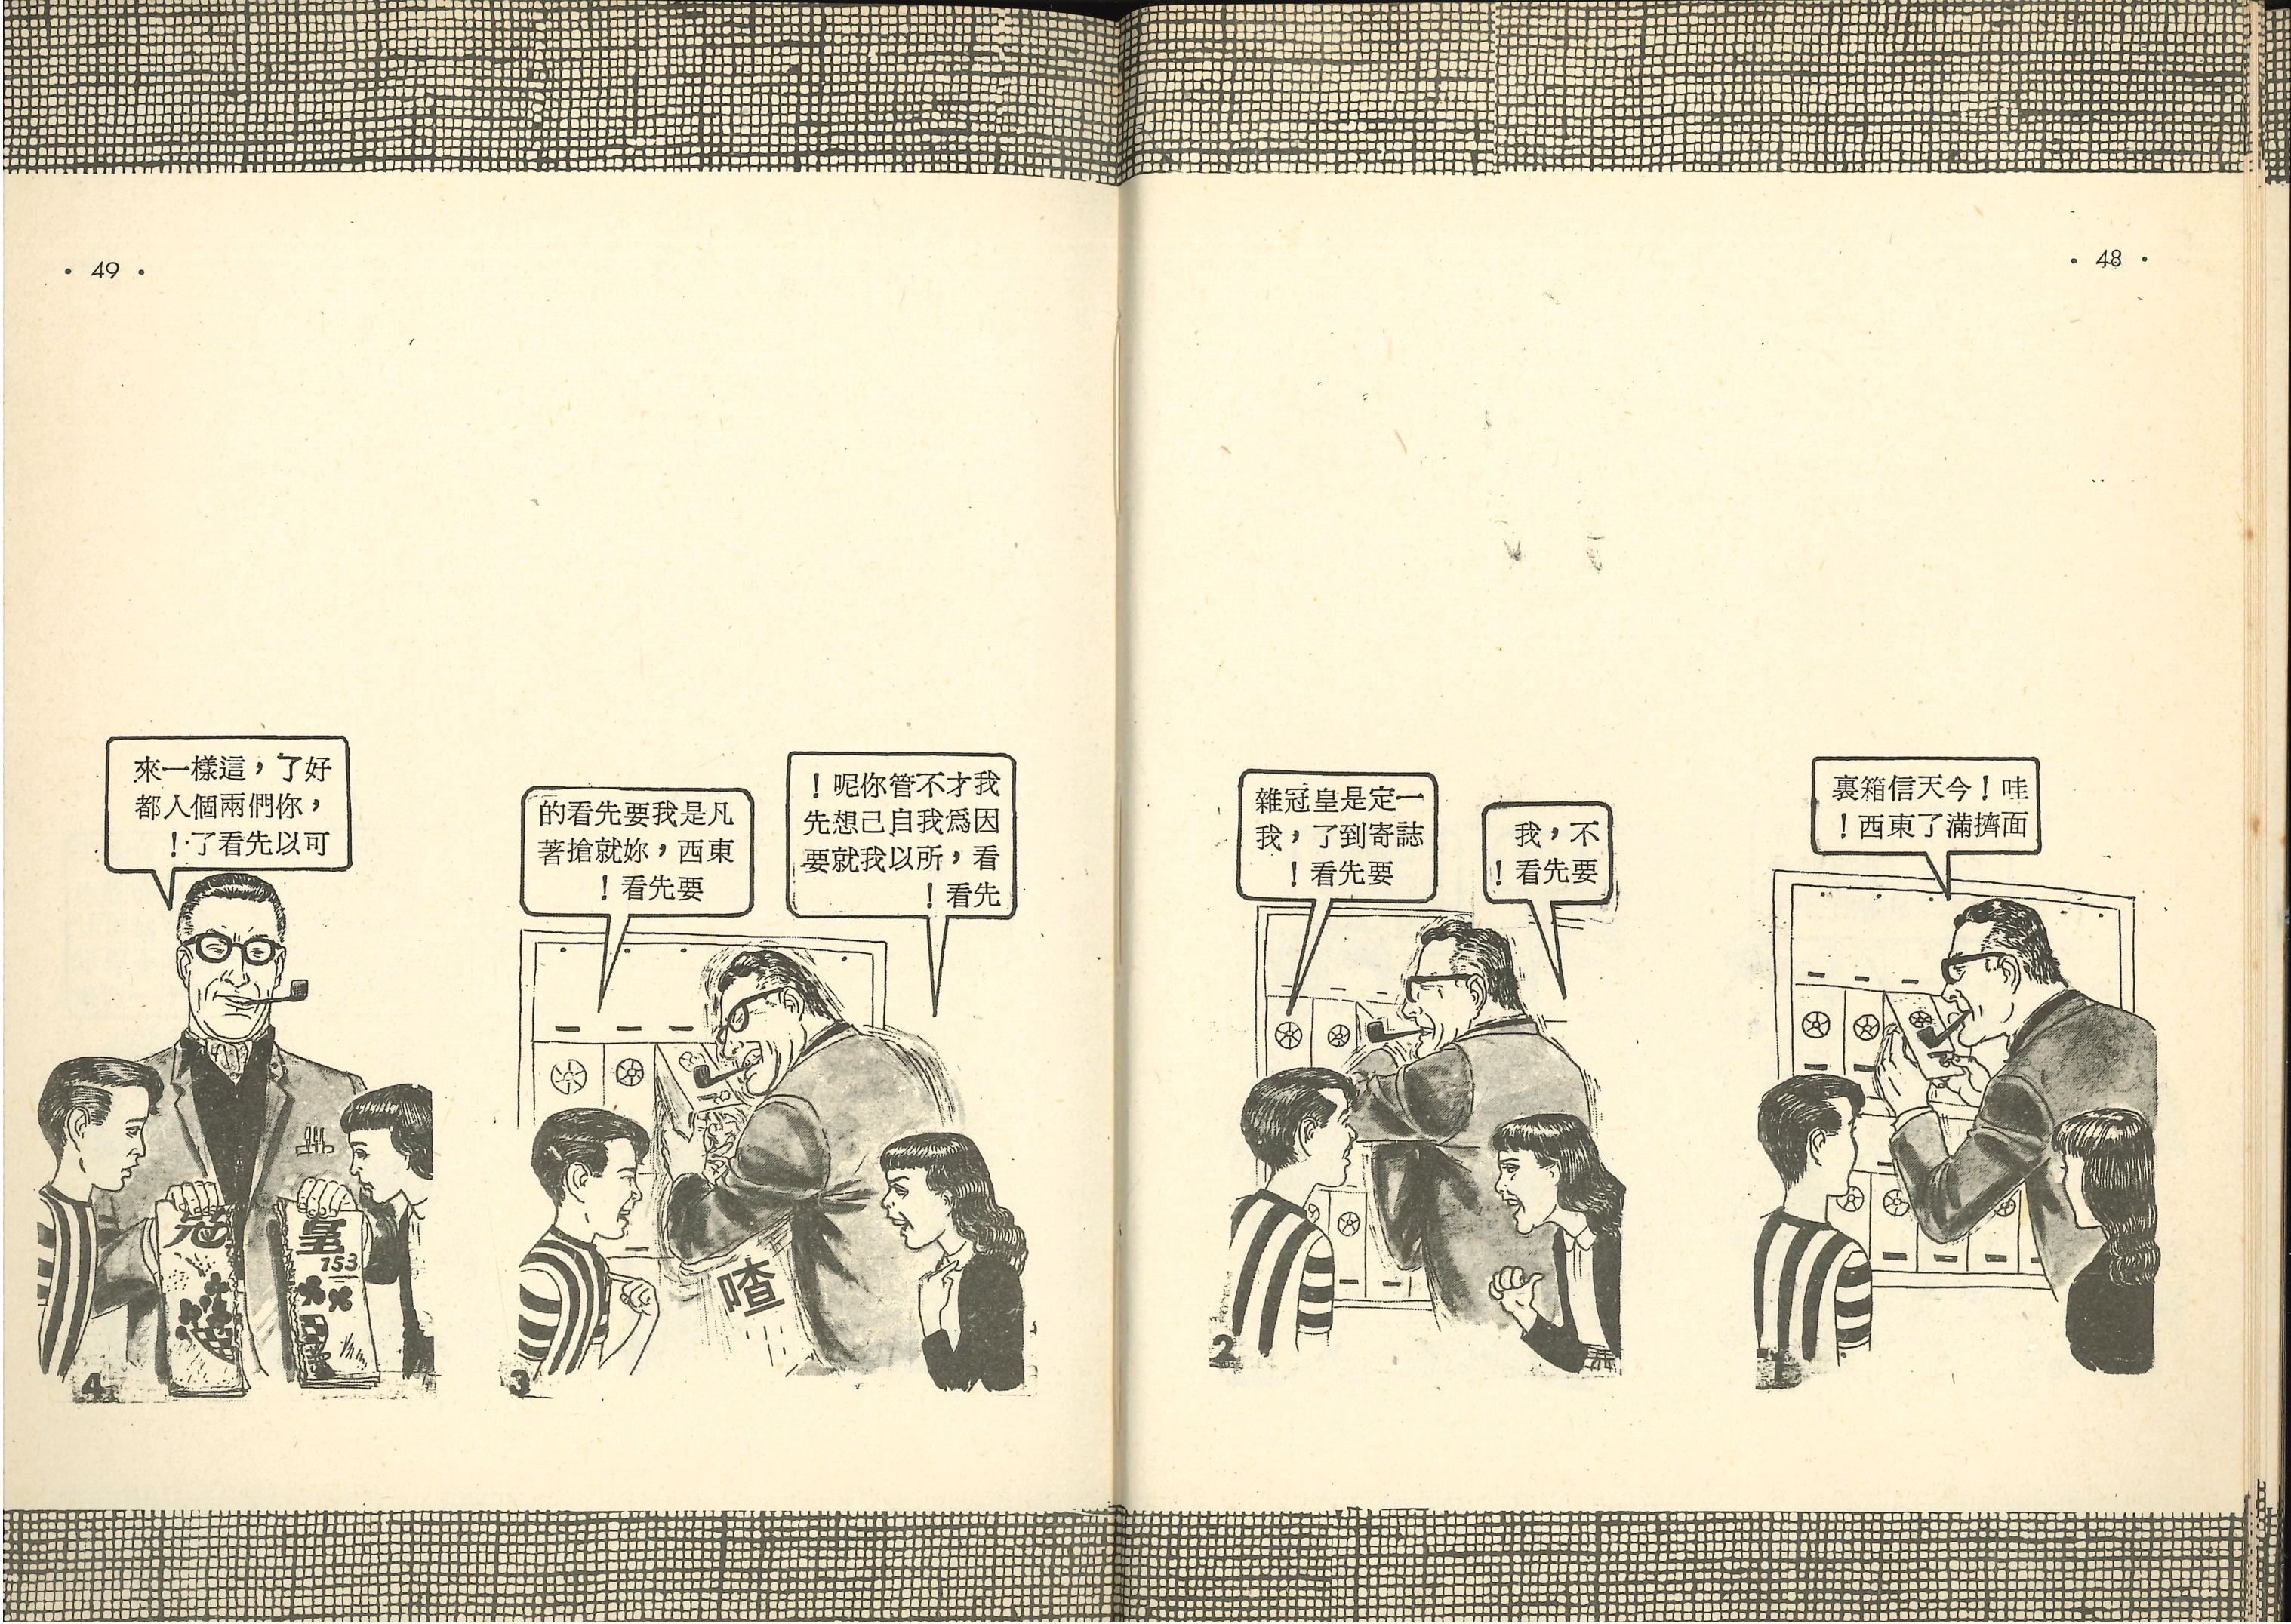 • 48 •
哇！今天信箱裏
面擠滿了東西！
1
不，我
要先看！
一定是皇冠雜
誌寄到了，我
要先看！
2
• 49 •
我才不管你呢！
因爲我自己想先
看，所以我就要
先看！
凡是我要先看的
東西，妳就搶著
要先看！
喳
3
好了，這樣一來
，你們兩個人都
可以先看了！
皇
753
冠
4